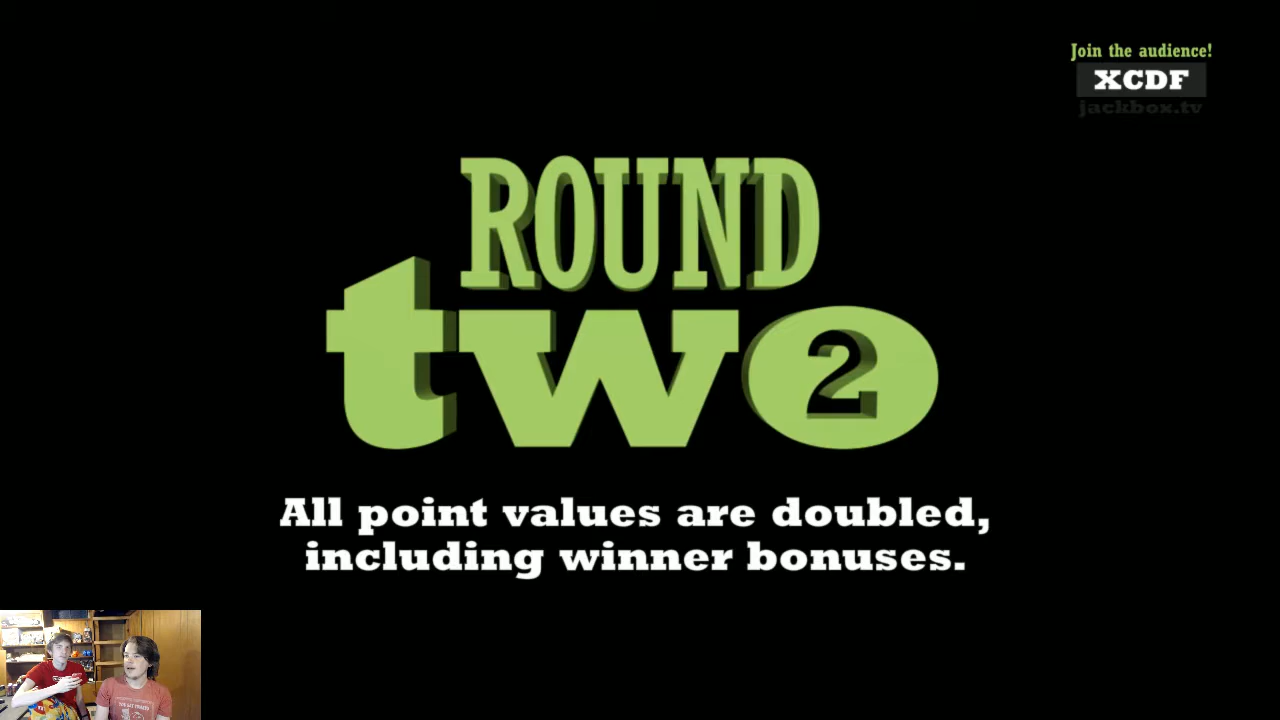 Join the audience!
XCDF
jackbox.tv
ROUND
two
2
All point values are doubled,
including winner bonuses.